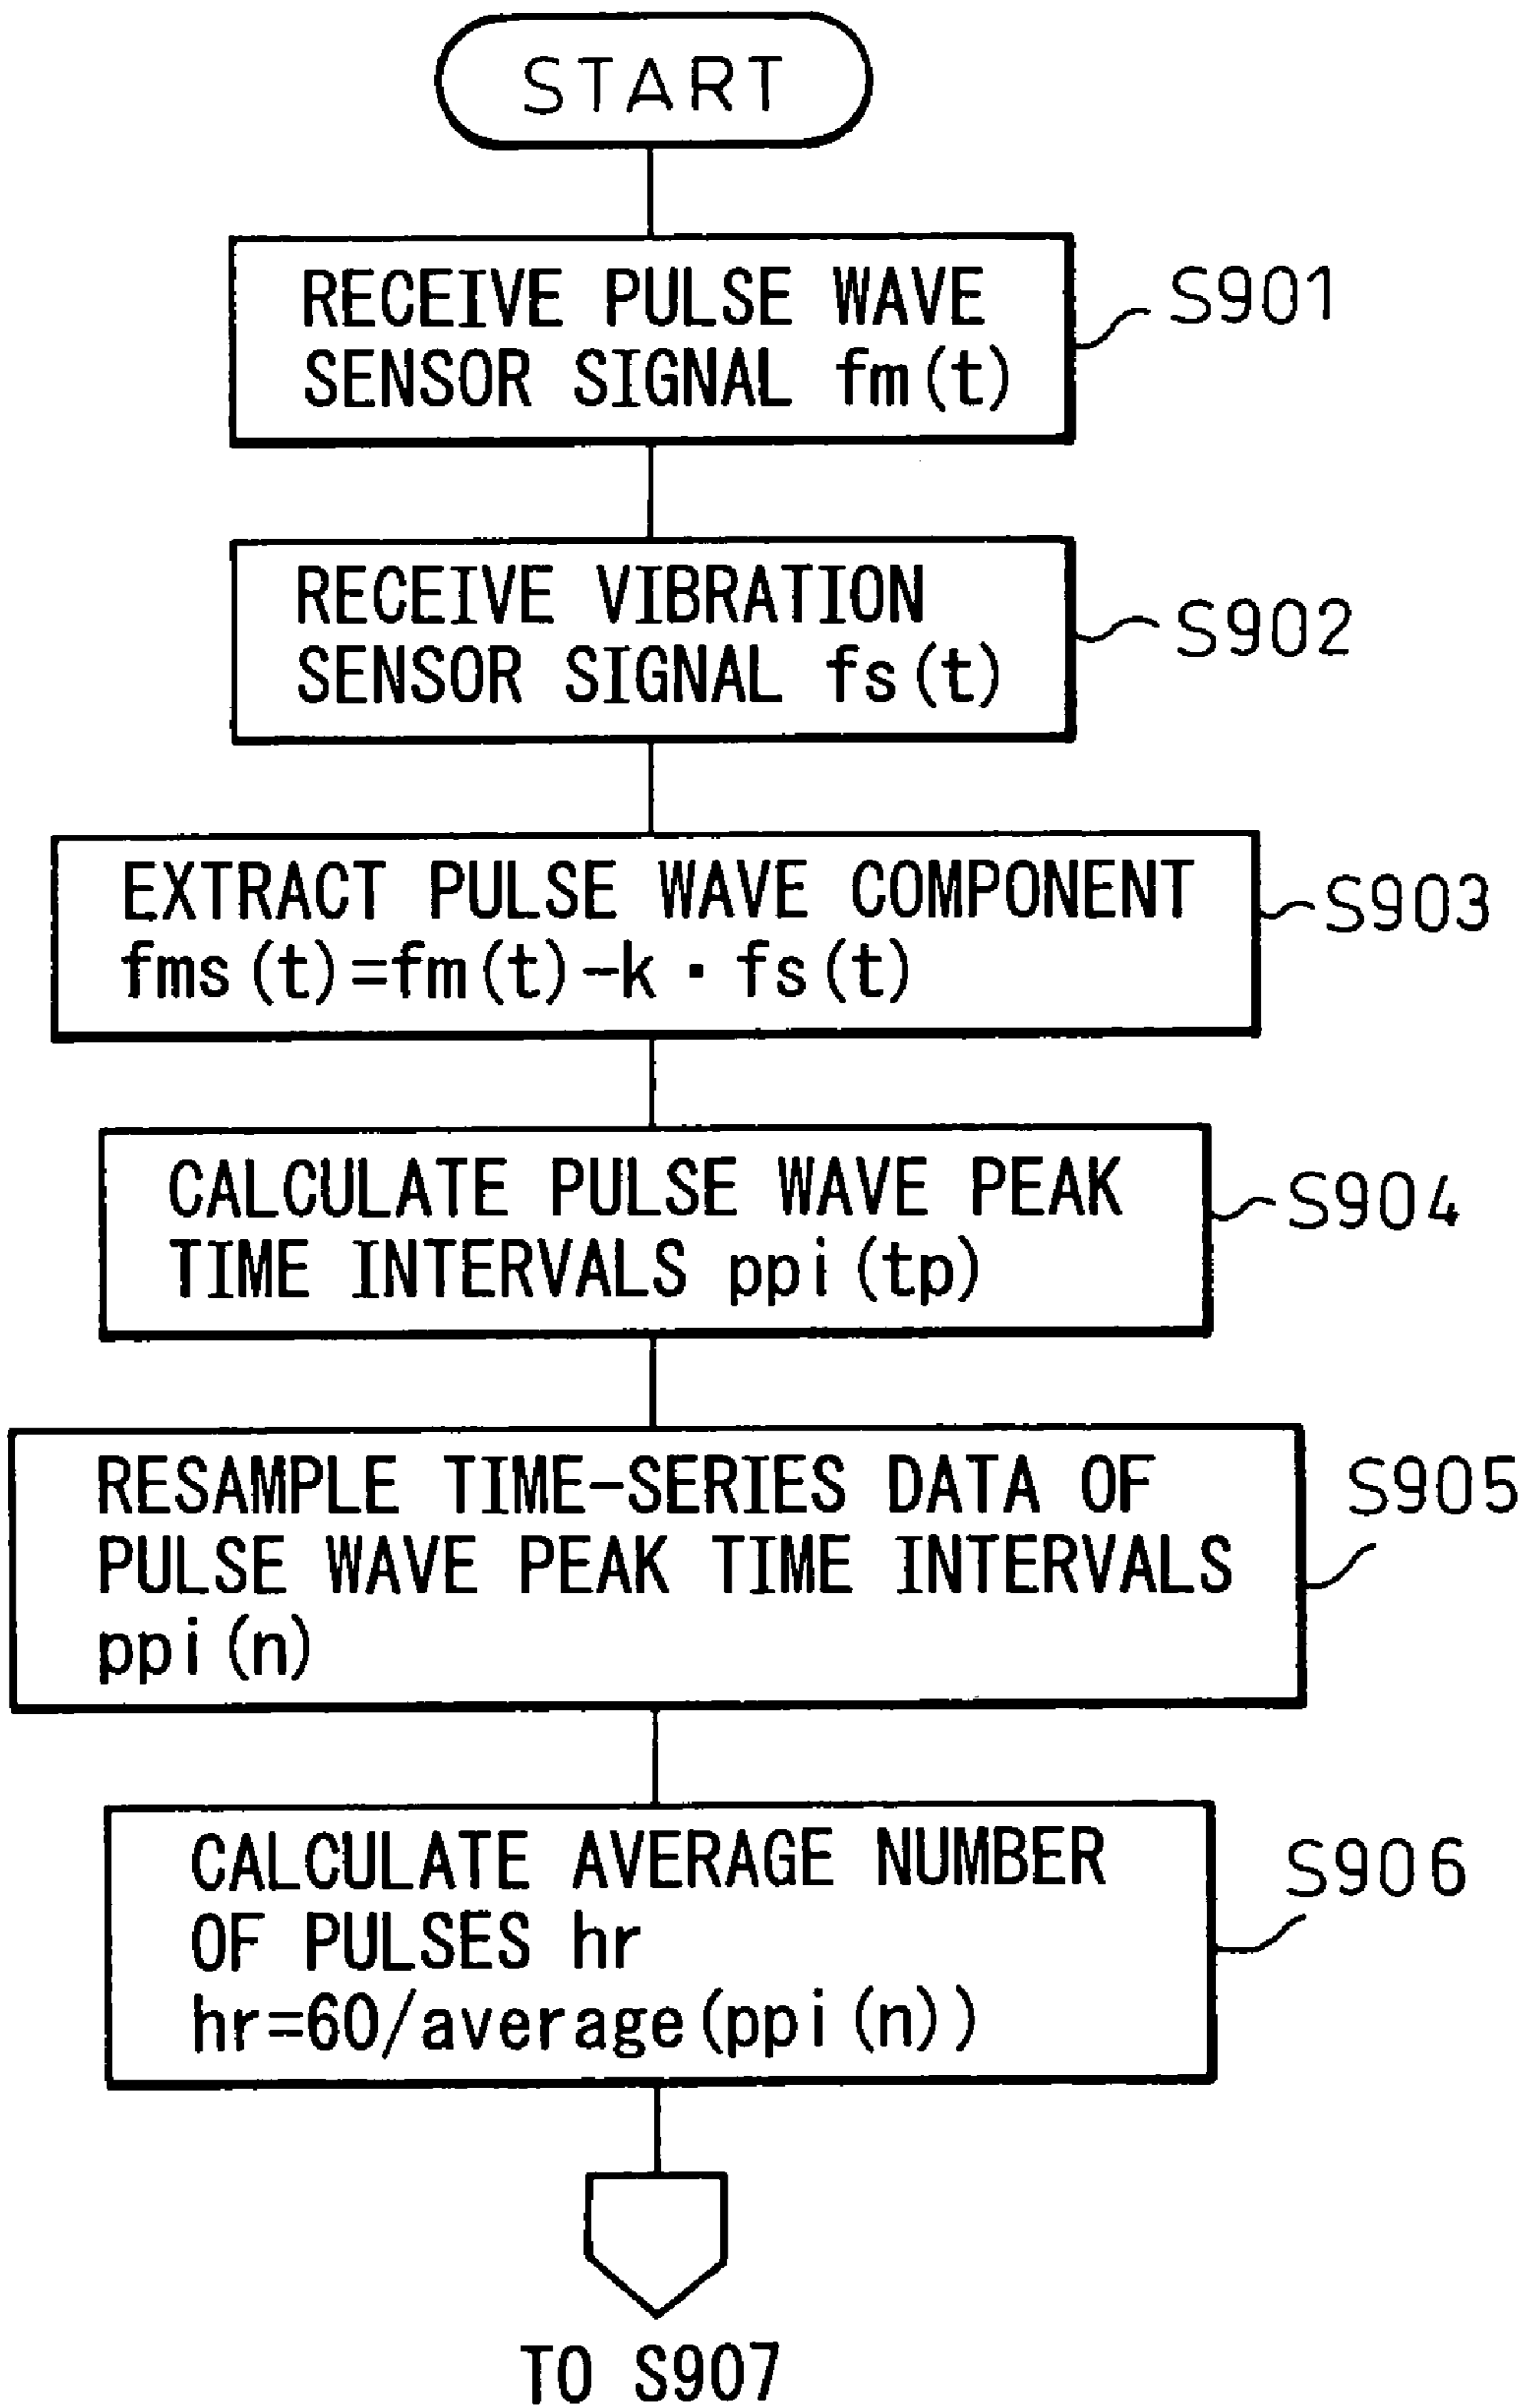 START
RECEIVE PULSE WAVE
SENSOR SIGNAL fm(t)
S901
RECEIVE VIBRATION
SENSOR SIGNAL fs(t)
S902
EXTRACT PULSE WAVE COMPONENT
fms(t)=fm(t)-k・fs(t)
S903
CALCULATE PULSE WAVE PEAK
TIME INTERVALS ppi(tp)
S904
RESAMPLE TIME-SERIES DATA OF
PULSE WAVE PEAK TIME INTERVALS
ppi(n)
S905
CALCULATE AVERAGE NUMBER
OF PULSES hr
hr=60/average(ppi(n))
S906
TO S907